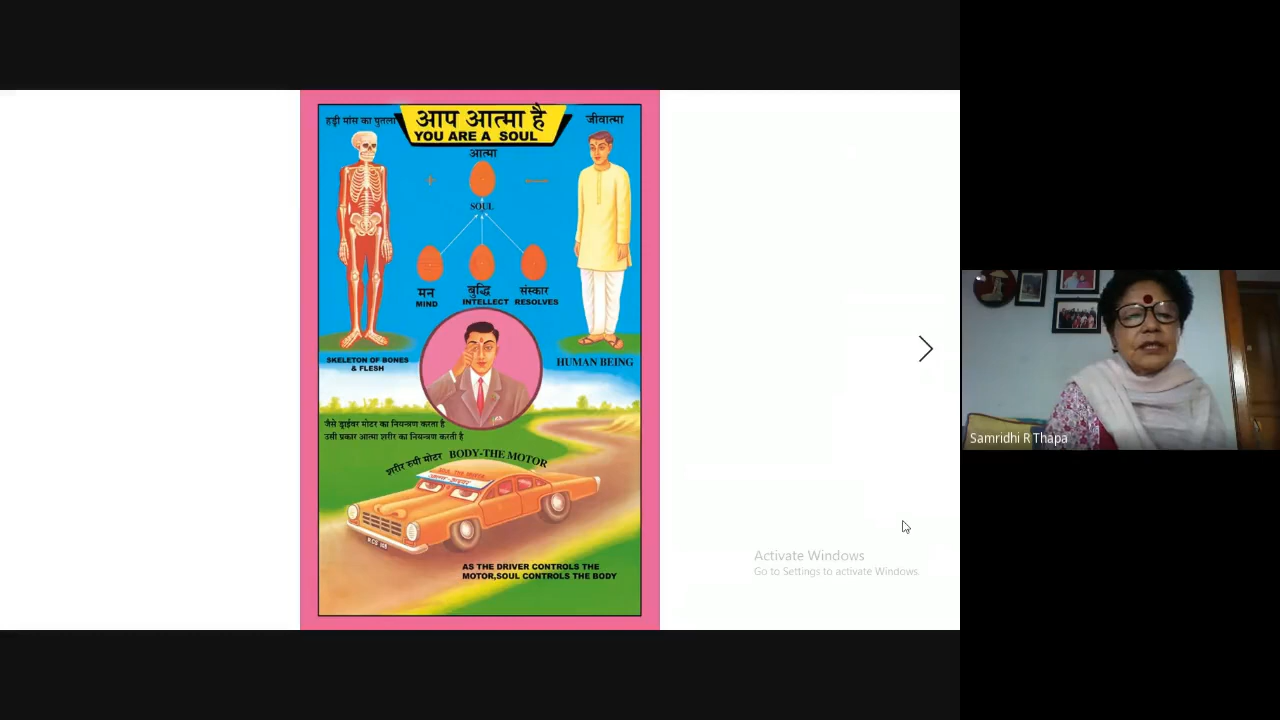 हड्डी मांस का पुतला
आप आत्मा है
YOU ARE A SOUL
जीवात्मा
आत्मा
SOUL
मन
MIND
बुद्धि
INTELLECT
संस्कार
RESOLVES
SKELETON OF BONES
& FLESH
HUMAN BEING
जैसे ड्राईवर मोटर का नियन्त्रण करता है
उसी प्रकार आत्मा शरीर का नियन्त्रण करती है
शरीर रुपी मोटर BODY-THE MOTOR
AS THE DRIVER CONTROLS THE
MOTOR,SOUL CONTROLS THE BODY
Activate Windows
Go to Settings to activate Windows.
Samridhi R Thapa